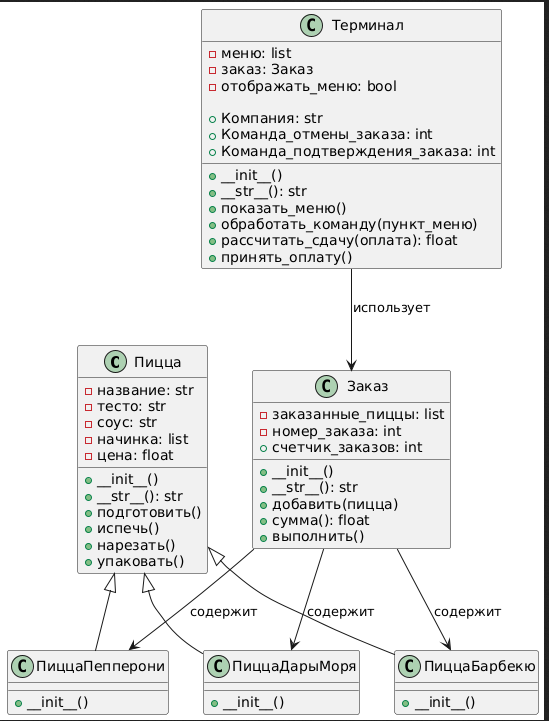 C Терминал
меню: list
заказ: Заказ
отображать_меню: bool
Компания: str
Команда_отмены_заказа: int
Команда_подтверждения_заказа: int
__init__()
__str__(): str
показать_меню()
обработать_команду(пункт_меню)
рассчитать_сдачу(оплата): float
принять_оплату()
использует
C Пицца
название: str
тесто: str
соус: str
начинка: list
цена: float
__init__()
__str__(): str
подготовить()
испечь()
нарезать()
упаковать()
C Заказ
заказанные_пиццы: list
номер_заказа: int
счетчик_заказов: int
__init__()
__str__(): str
добавить(пицца)
сумма(): float
выполнить()
содержит
содержит
содержит
C ПиццаПепперони
__init__()
C ПиццаДарыМоря
__init__()
C ПиццаБарбекю
__init__()